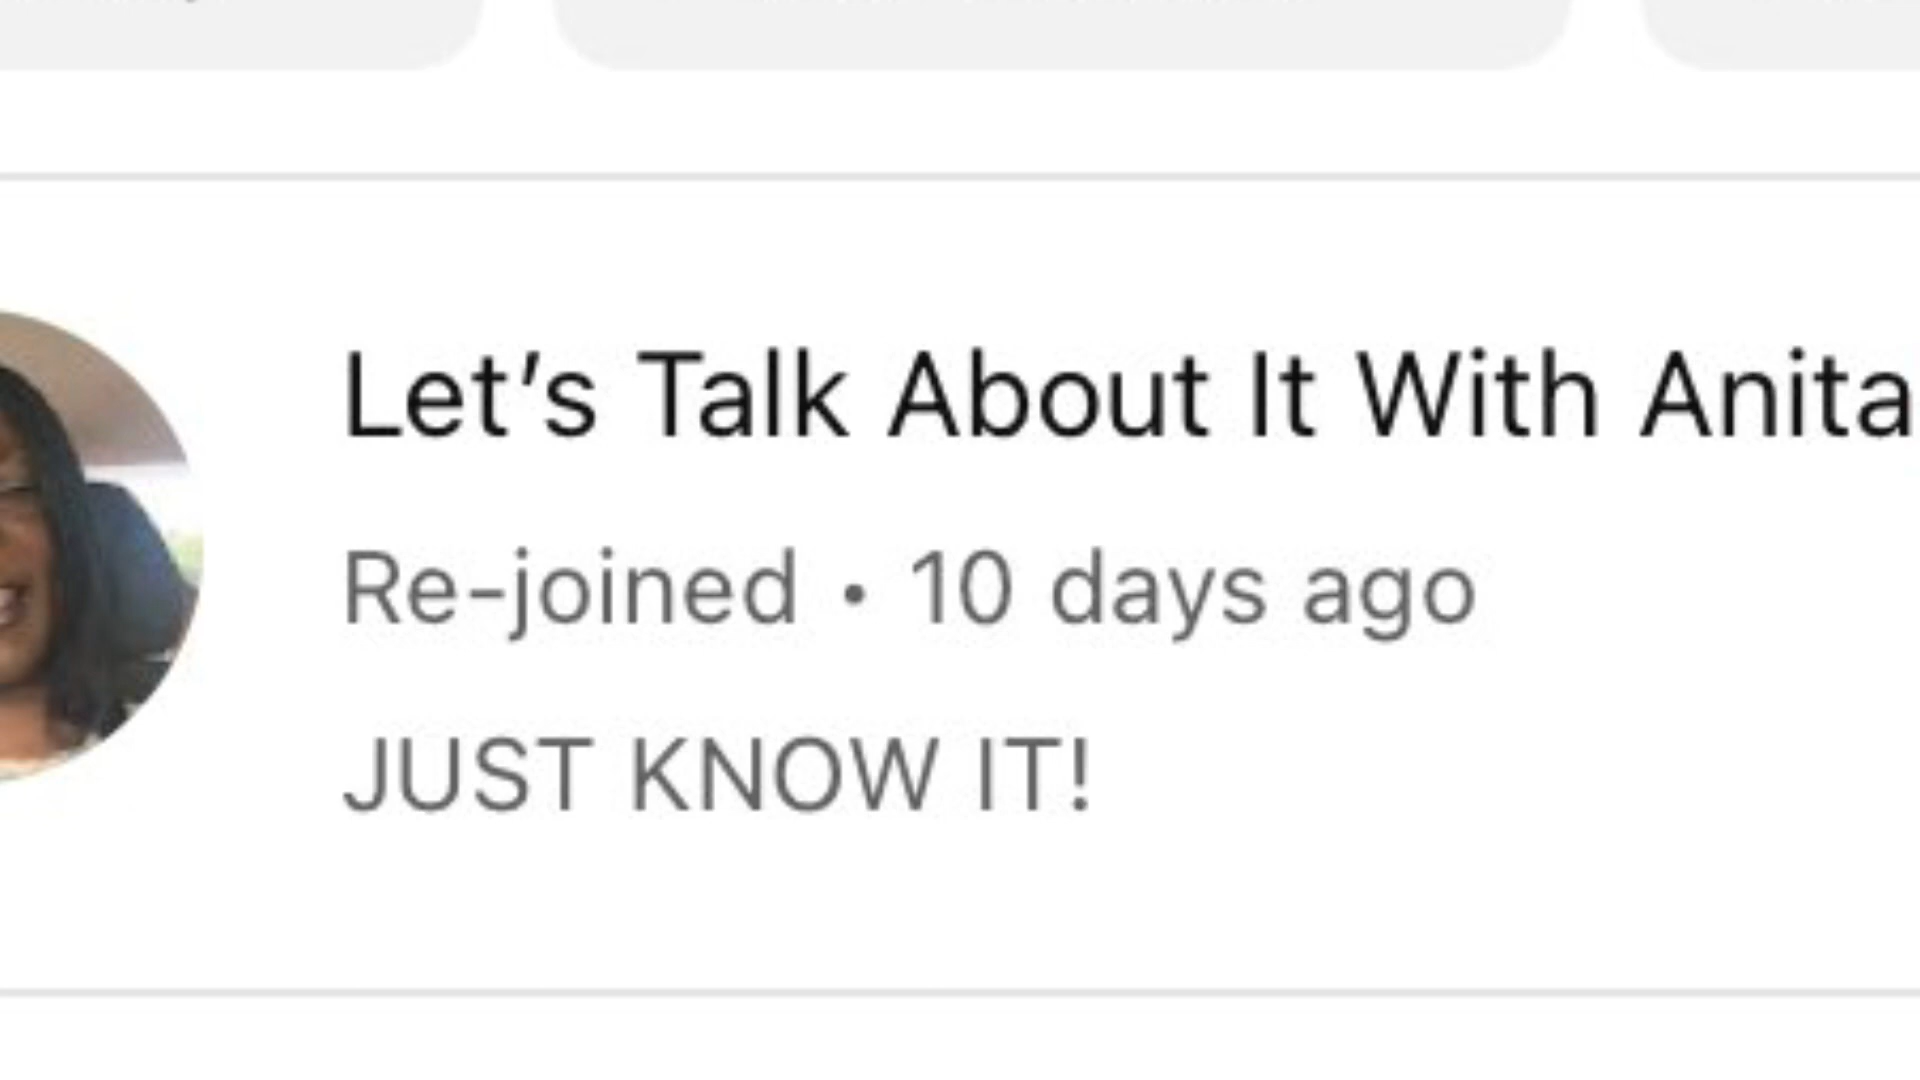 Let’s Talk About It With Anita
Re-joined • 10 days ago
JUST KNOW IT!